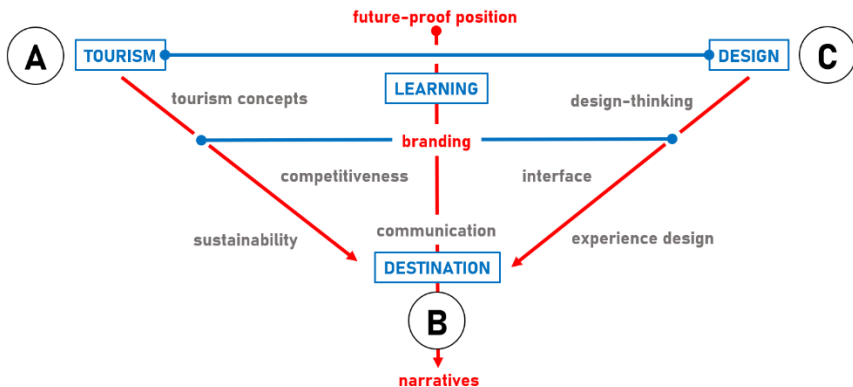 future-proof position
A
TOURISM
DESIGN
C
LEARNING
tourism concepts
design-thinking
branding
competitiveness
interface
communication
sustainability
experience design
DESTINATION
B
narratives